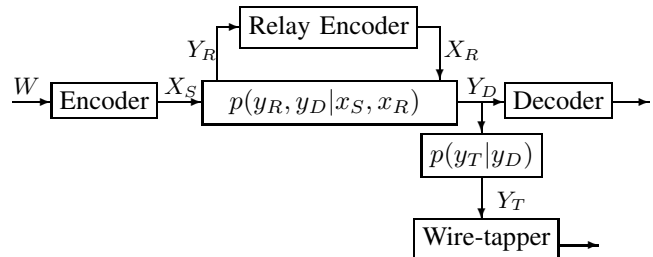 Relay Encoder
Y_R X_R
W Encoder X_S p(y_R, y_D|x_S, x_R) Y_D Decoder
p(y_T|y_D)
Y_T
Wire-tapper